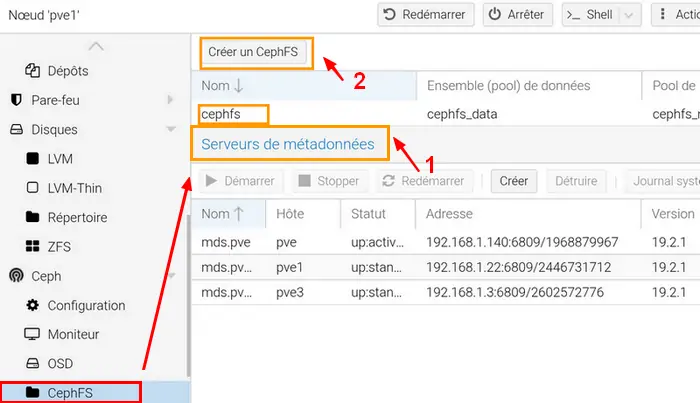 Nœud 'pve1'
Redémarrer
Arrêter
Shell
Dépôts
Pare-feu
Disques
LVM
LVM-Thin
Répertoire
ZFS
Ceph
Configuration
Moniteur
OSD
CephFS
Créer un CephFS
2
Nom Ensemble (pool) de données Pool de
cephfs cephfs_data
Serveurs de métadonnées
1
Démarrer Stopper Redémarrer Créer Détruire Journal syst
Nom Hôte Statut Adresse Version
mds.pve pve up:activ… 192.168.1.140:6809/1968879967 19.2.1
mds.pv… pve1 up:stan… 192.168.1.22:6809/2446731712 19.2.1
mds.pv… pve3 up:stan… 192.168.1.3:6809/2602572776 19.2.1